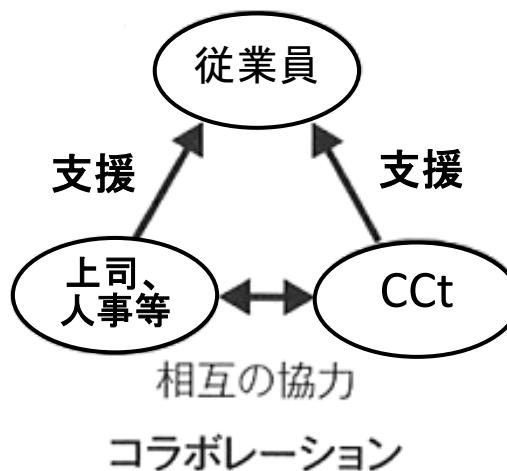 従業員
支援
支援
上司、
人事等
CCt
相互の協力
コラボレーション